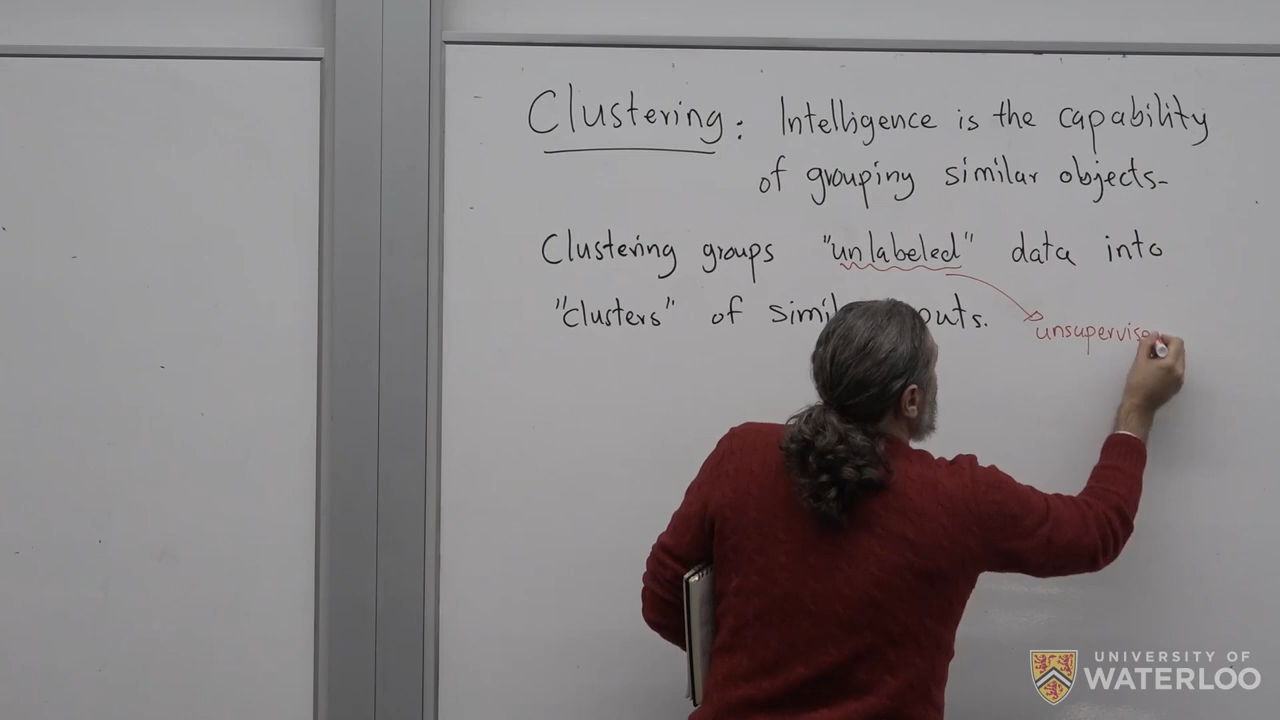 Clustering: Intelligence is the capability
of grouping similar objects-
Clustering groups "unlabeled" data into
"clusters" of outs.
unsupervise
UNIVERSITY OF
WATERLOO